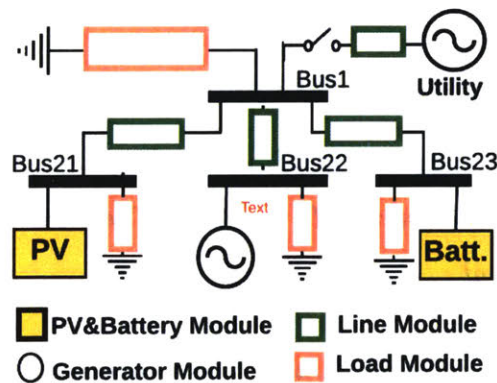 Bus1
Utility
Bus21
Bus22
Bus23
Text
PV
Batt.
PV&Battery Module
Line Module
Generator Module
Load Module